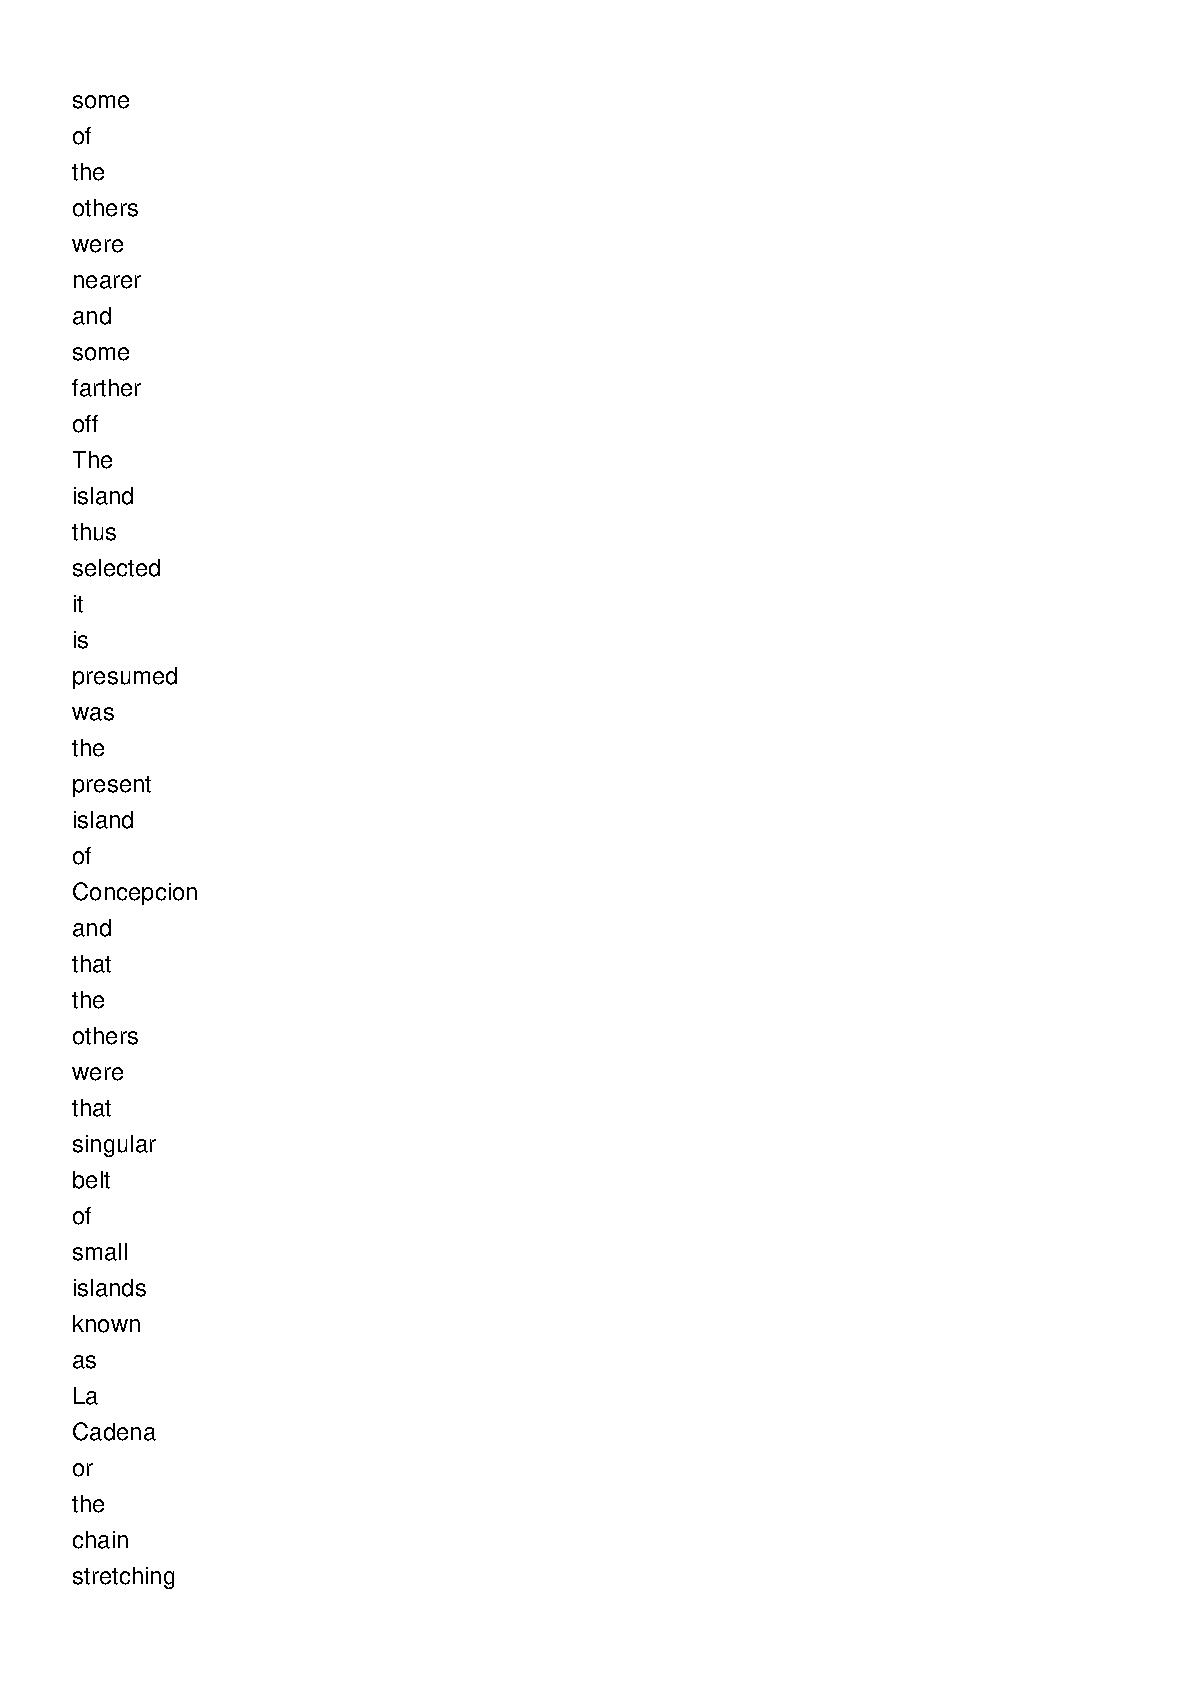 some
of
the
others
were
nearer
and
some
farther
off
The
island
thus
selected
it
is
presumed
was
the
present
island
of
Concepcion
and
that
the
others
were
that
singular
belt
of
small
islands
known
as
La
Cadena
or
the
chain
stretching